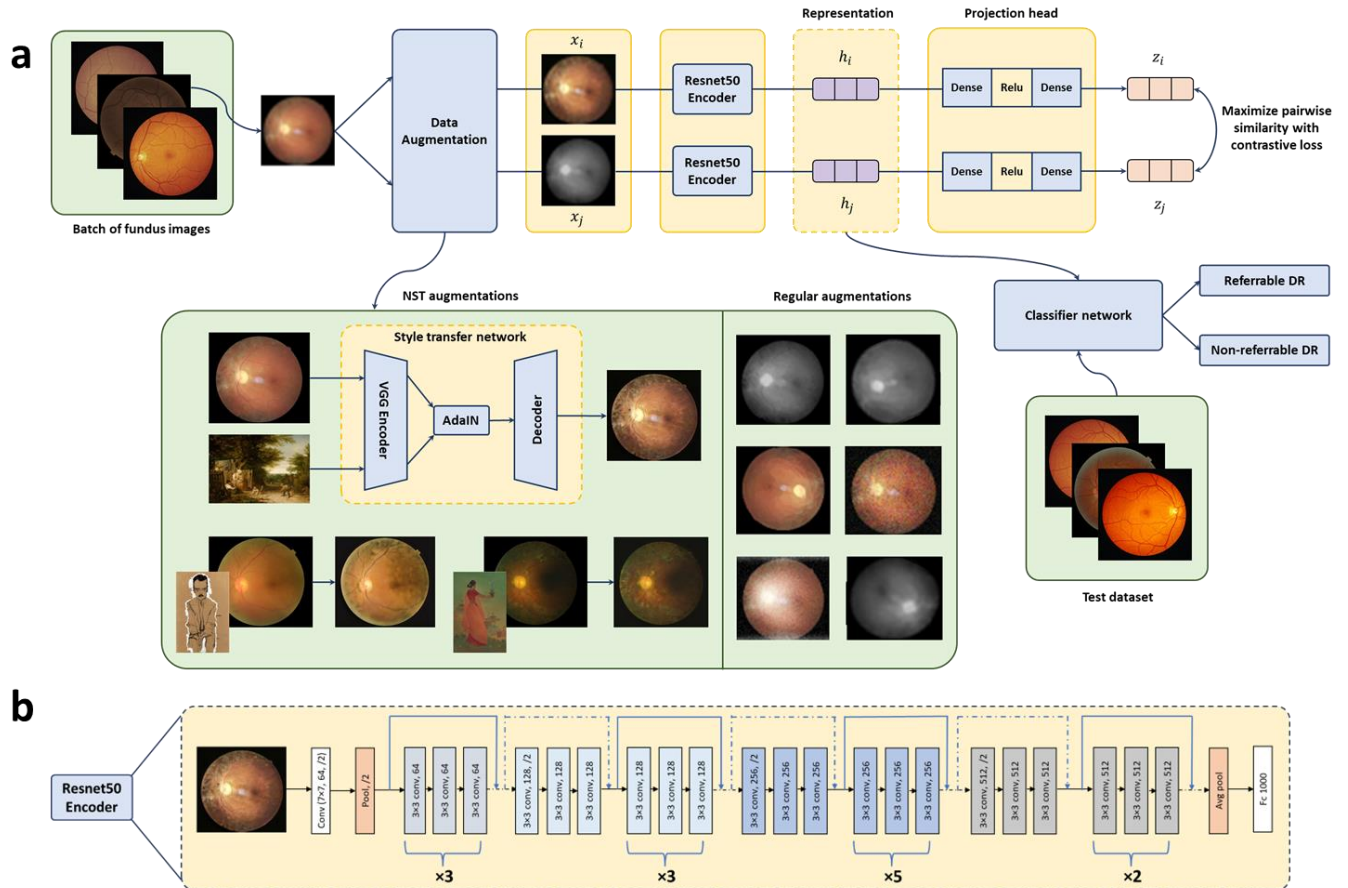 a
Batch of fundus images
Data
Augmentation
x_i
x_j
Resnet50
Encoder
Resnet50
Encoder
Representation
h_i
h_j
Projection head
Dense Relu Dense
Dense Relu Dense
z_i
z_j
Maximize pairwise
similarity with
contrastive loss
NST augmentations
Style transfer network
VGG Encoder
AdaIN
Decoder
Regular augmentations
Classifier network
Referrable DR
Non-referrable DR
Test dataset
b
Resnet50
Encoder
Conv (7×7, 64, /2)
Pool, /2
3×3 conv, 64
3×3 conv, 64
3×3 conv, 64
×3
3×3 conv, 128, /2
3×3 conv, 128
3×3 conv, 128
3×3 conv, 128
3×3 conv, 128
3×3 conv, 128
×3
3×3 conv, 256, /2
3×3 conv, 256
3×3 conv, 256
3×3 conv, 256
3×3 conv, 256
3×3 conv, 256
×5
3×3 conv, 512, /2
3×3 conv, 512
3×3 conv, 512
3×3 conv, 512
3×3 conv, 512
3×3 conv, 512
×2
Avg pool
Fc 1000